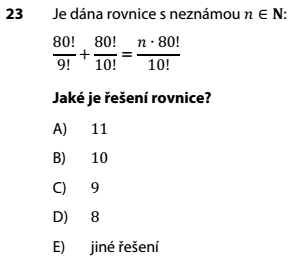 23 Je dána rovnice s neznámou n ∈ N:
80!/9! + 80!/10! = n · 80!/10!
Jaké je řešení rovnice?
A) 11
B) 10
C) 9
D) 8
E) jiné řešení